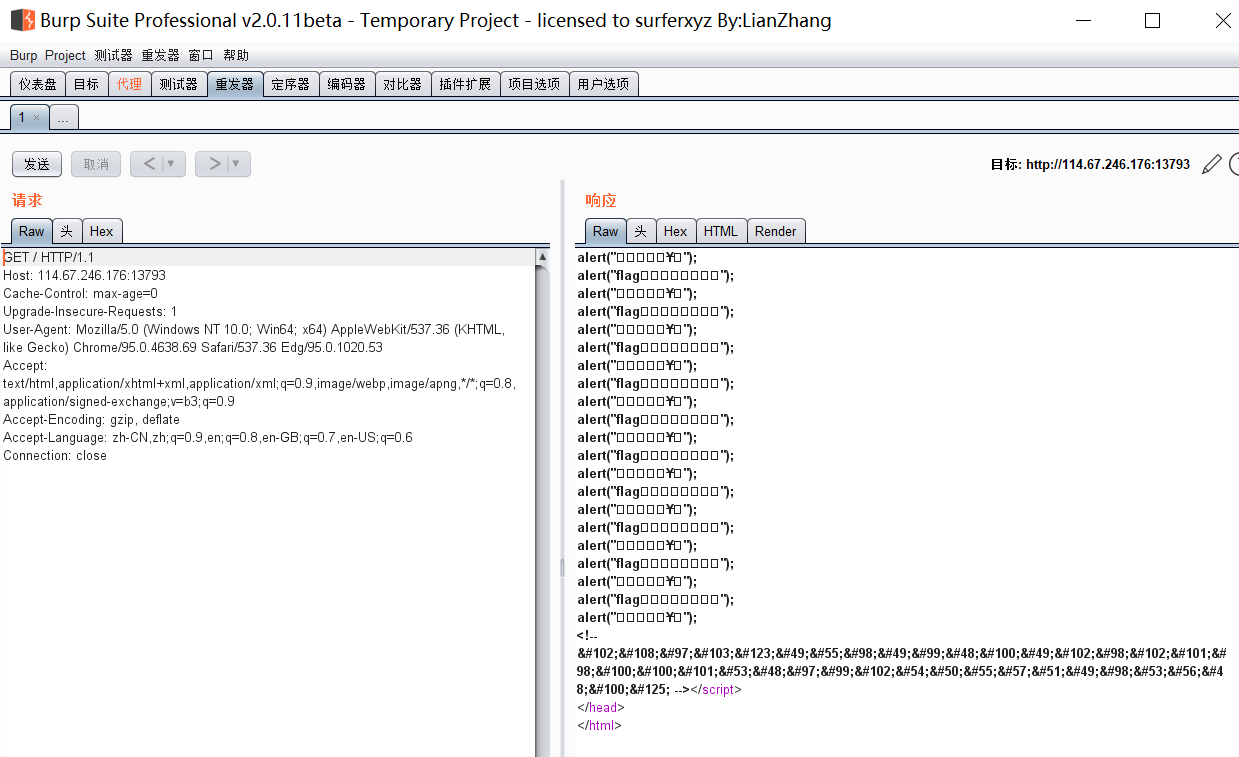 Burp Suite Professional v2.0.11beta - Temporary Project - licensed to surferxyz By:LianZhang
Burp Project 测试器 重发器 窗口 帮助
仪表盘 目标 代理 测试器 重发器 定序器 编码器 对比器 插件扩展 项目选项 用户选项
1 × ...
发送 取消 < | ▼ > | ▼ 目标: http://114.67.246.176:13793
请求
Raw 头 Hex
GET / HTTP/1.1
Host: 114.67.246.176:13793
Cache-Control: max-age=0
Upgrade-Insecure-Requests: 1
User-Agent: Mozilla/5.0 (Windows NT 10.0; Win64; x64) AppleWebKit/537.36 (KHTML,
like Gecko) Chrome/95.0.4638.69 Safari/537.36 Edg/95.0.1020.53
Accept:
text/html,application/xhtml+xml,application/xml;q=0.9,image/webp,image/apng,*/*;q=0.8,
application/signed-exchange;v=b3;q=0.9
Accept-Encoding: gzip, deflate
Accept-Language: zh-CN,zh;q=0.9,en;q=0.8,en-GB;q=0.7,en-US;q=0.6
Connection: close
响应
Raw 头 Hex HTML Render
alert("□□□□□¥□");
alert("flag□□□□□□□□");
alert("□□□□□¥□");
alert("flag□□□□□□□□");
alert("□□□□□¥□");
alert("flag□□□□□□□□");
alert("□□□□□¥□");
alert("flag□□□□□□□□");
alert("□□□□□¥□");
alert("flag□□□□□□□□");
alert("□□□□□¥□");
alert("flag□□□□□□□□");
alert("□□□□□¥□");
alert("flag□□□□□□□□");
alert("□□□□□¥□");
alert("flag□□□□□□□□");
alert("□□□□□¥□");
alert("flag□□□□□□□□");
alert("□□□□□¥□");
alert("flag□□□□□□□□");
alert("□□□□□¥□");
<!--
&#102;&#108;&#97;&#103;&#123;&#49;&#55;&#98;&#49;&#99;&#48;&#100;&#49;&#102;&#98;&#102;&#101;&#
98;&#100;&#100;&#101;&#53;&#48;&#97;&#99;&#102;&#54;&#50;&#55;&#57;&#51;&#49;&#98;&#53;&#56;&#4
8;&#100;&#125; --></script>
</head>
</html>